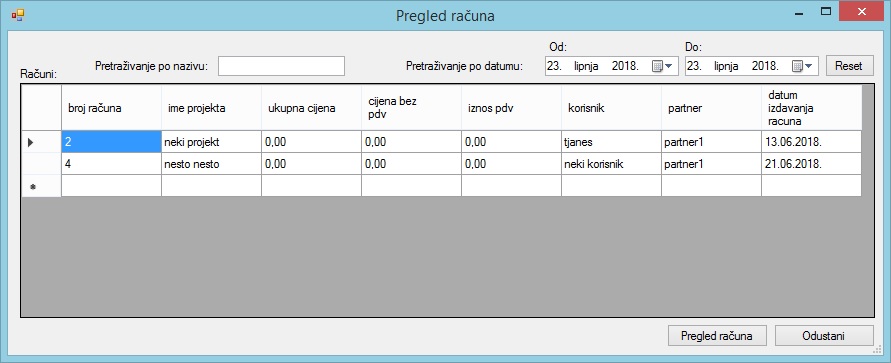 Pregled računa
Od:
Do:
Računi:
Pretraživanje po nazivu:
Pretraživanje po datumu:
23. lipnja 2018.
23. lipnja 2018.
Reset
broj računa ime projekta ukupna cijena cijena bez pdv iznos pdv korisnik partner datum izdavanja racuna
2 neki projekt 0,00 0,00 0,00 tjanes partner1 13.06.2018.
4 nesto nesto 0,00 0,00 0,00 neki korisnik partner1 21.06.2018.
Pregled računa
Odustani